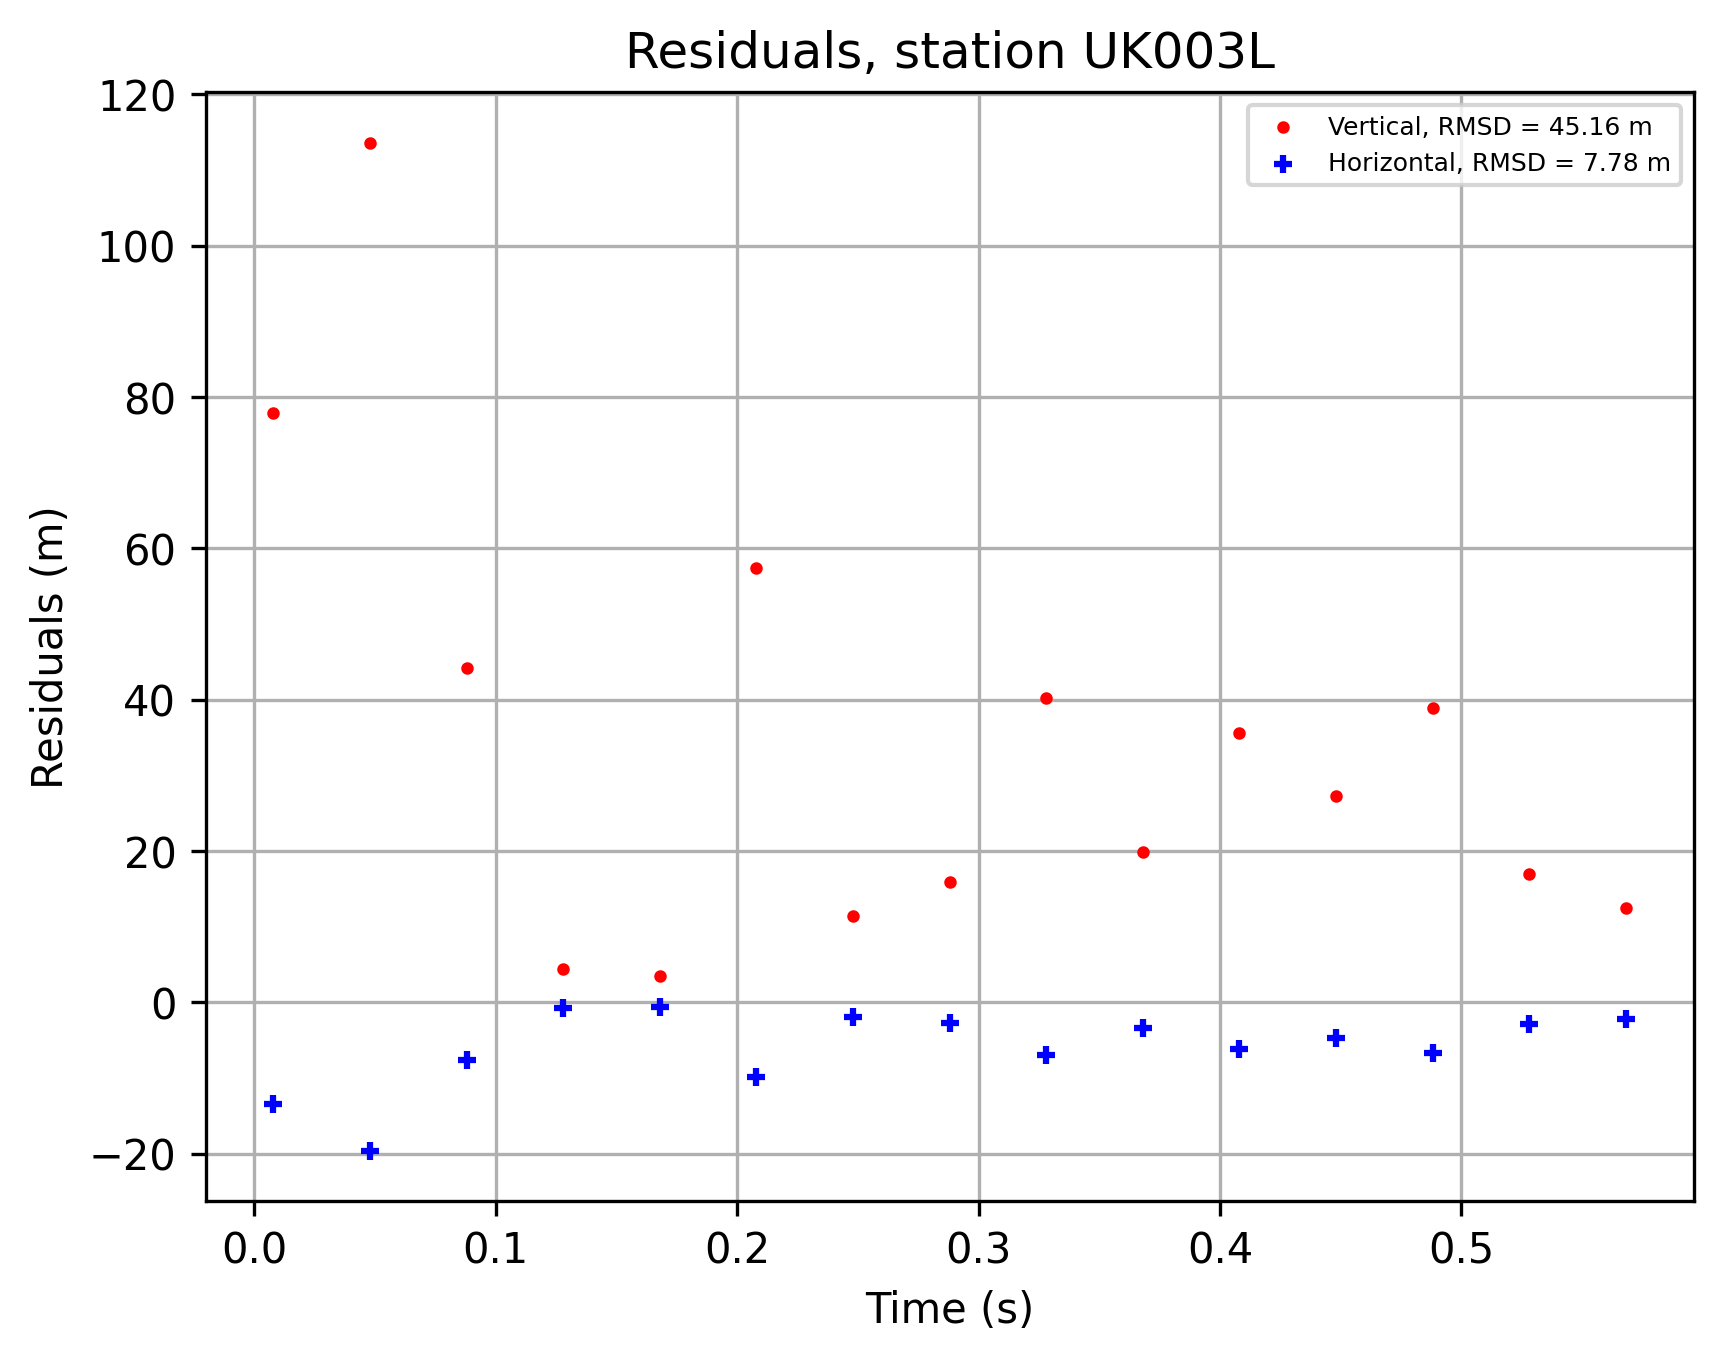 Residuals, station UK003L
Vertical, RMSD = 45.16 m
Horizontal, RMSD = 7.78 m
Residuals (m)
120
100
80
60
40
20
0
−20
0.0 0.1 0.2 0.3 0.4 0.5
Time (s)